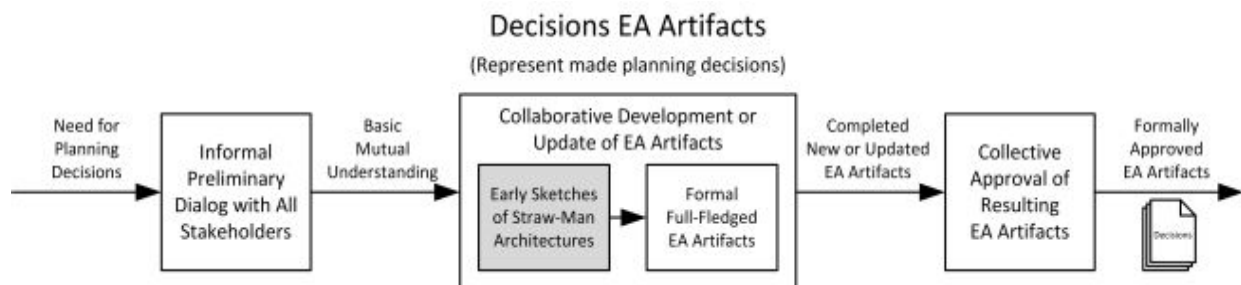 Decisions EA Artifacts
(Represent made planning decisions)
Need for
Planning
Decisions
Informal
Preliminary
Dialog with All
Stakeholders
Basic
Mutual
Understanding
Collaborative Development or
Update of EA Artifacts
Early Sketches
of Straw-Man
Architectures
Formal
Full-Fledged
EA Artifacts
Completed
New or Updated
EA Artifacts
Collective
Approval of
Resulting
EA Artifacts
Formally
Approved
EA Artifacts
Decisions